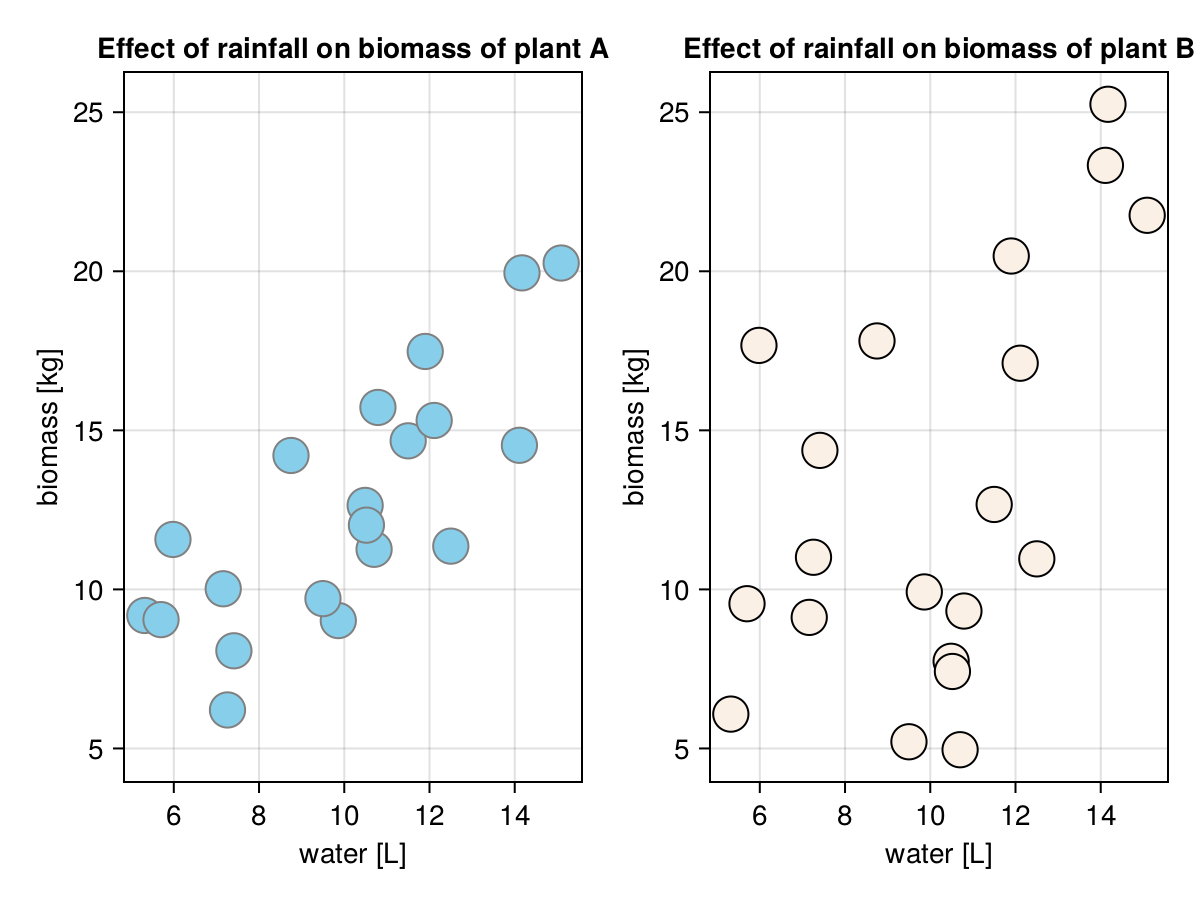 Effect of rainfall on biomass of plant A
25
20
15
10
5
biomass [kg]
6 8 10 12 14
water [L]
Effect of rainfall on biomass of plant B
25
20
15
10
5
biomass [kg]
6 8 10 12 14
water [L]